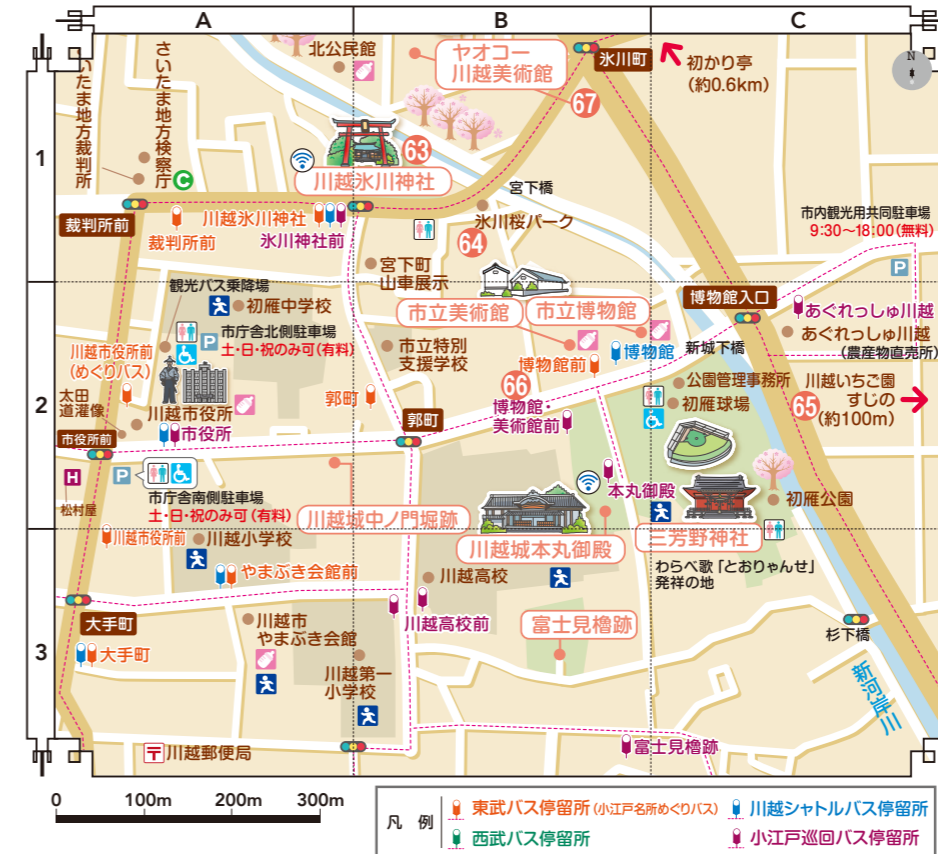 A B C
1
2
3
さいたま地方検察庁
いたま地方裁判所
C
北公民館
ヤオコー
川越美術館
67
氷川町
初かり亭
(約0.6km)
N
63
川越氷川神社
宮下橋
裁判所前
裁判所前
川越氷川神社
氷川神社前
氷川桜パーク
64
宮下町
山車展示
市内観光用共同駐車場
9:30〜18:00(無料)
P
観光バス乗降場
初雁中学校
市庁舎北側駐車場
土・日・祝のみ可(有料)
P
川越市役所前
(めぐりバス)
太田
道灌像
川越市役所
市役所
市役所前
市立特別
支援学校
郭町
郭町
市立美術館
市立博物館
博物館前
博物館
66
博物館・
美術館前
新城下橋
博物館入口
あぐれっしゅ川越
あぐれっしゅ川越
(農産物直売所)
公園管理事務所
初雁球場
65
川越いちご園
すじの
(約100m)
H
松村屋
P
市庁舎南側駐車場
土・日・祝のみ可(有料)
川越城中ノ門堀跡
本丸御殿
川越城本丸御殿
初雁公園
三芳野神社
わらべ歌「とおりゃんせ」
発祥の地
川越市役所前
川越小学校
やまぶき会館前
川越高校
川越高校前
大手町
大手町
川越市
やまぶき会館
川越第一
小学校
富士見櫓跡
杉下橋
新河岸川
〒
川越郵便局
富士見櫓跡
0 100m 200m 300m
凡 例
東武バス停留所(小江戸名所めぐりバス)
川越シャトルバス停留所
西武バス停留所
小江戸巡回バス停留所